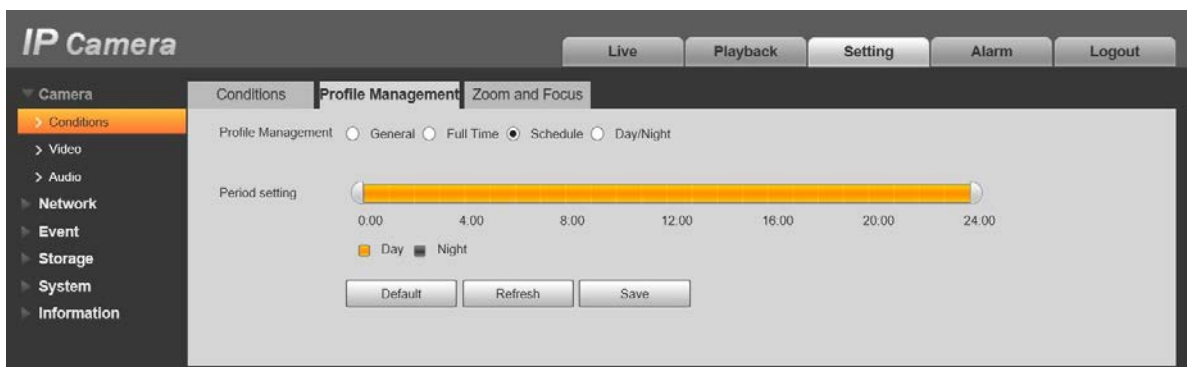 IP Camera
Live Playback Setting Alarm Logout
Camera
Conditions
Video
Audio
Network
Event
Storage
System
Information
Conditions Profile Management Zoom and Focus
Profile Management General Full Time Schedule Day/Night
Period setting
0:00 4:00 8:00 12:00 16:00 20:00 24:00
Day Night
Default Refresh Save